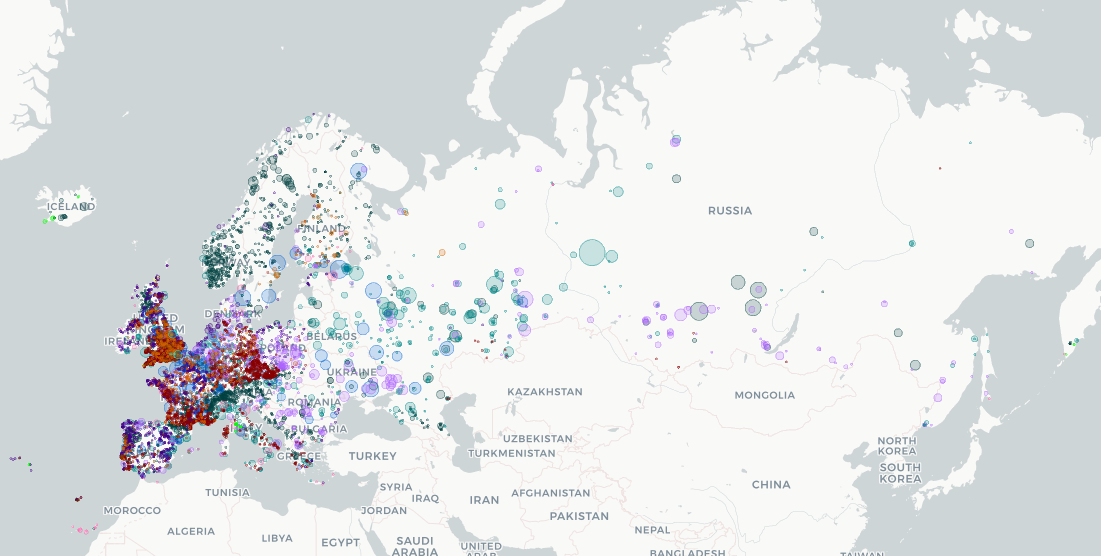 ICELAND
RUSSIA
FINLAND
DENMARK
BELARUS
POLAND
UKRAINE
KAZAKHSTAN
MONGOLIA
ROMANIA
BULGARIA
UZBEKISTAN
NORTH
KOREA
GREECE
TURKEY
TURKMENISTAN
SOUTH
KOREA
CHINA
SYRIA
TUNISIA
IRAQ
IRAN
AFGHANISTAN
MOROCCO
JORDAN
PAKISTAN
ALGERIA
LIBYA
EGYPT
SAUDI
ARABIA
NEPAL
UNITED
ARAB
BANGLADESH
TAIWAN